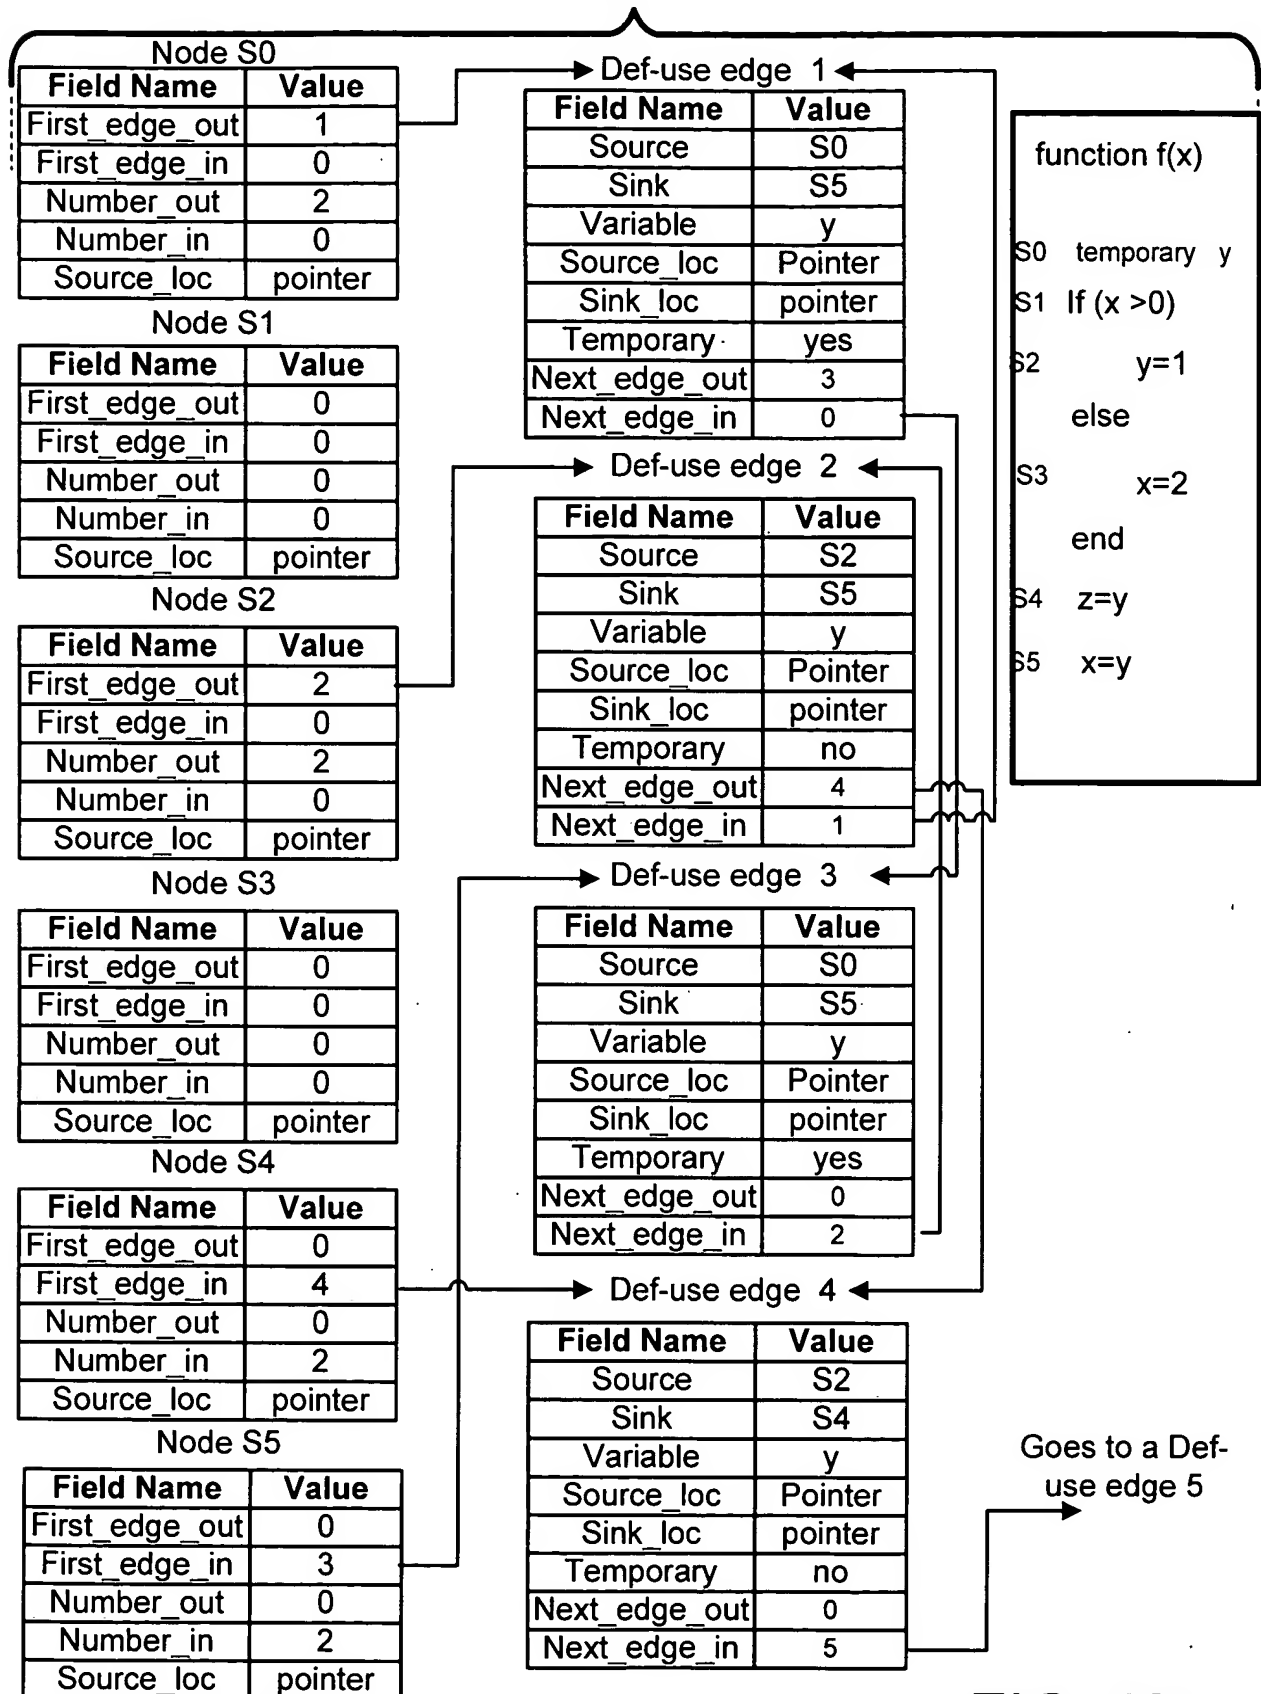 Node S0
Field Name Value
First_edge_out 1
First_edge_in 0
Number_out 2
Number_in 0
Source_loc pointer
Node S1
Field Name Value
First_edge_out 0
First_edge_in 0
Number_out 0
Number_in 0
Source_loc pointer
Node S2
Field Name Value
First_edge_out 2
First_edge_in 0
Number_out 2
Number_in 0
Source_loc pointer
Node S3
Field Name Value
First_edge_out 0
First_edge_in 0
Number_out 0
Number_in 0
Source_loc pointer
Node S4
Field Name Value
First_edge_out 0
First_edge_in 4
Number_out 0
Number_in 2
Source_loc pointer
Node S5
Field Name Value
First_edge_out 0
First_edge_in 3
Number_out 0
Number_in 2
Source_loc pointer
Def-use edge 1
Field Name Value
Source S0
Sink S5
Variable y
Source_loc Pointer
Sink_loc pointer
Temporary yes
Next_edge_out 3
Next_edge_in 0
Def-use edge 2
Field Name Value
Source S2
Sink S5
Variable y
Source_loc Pointer
Sink_loc pointer
Temporary no
Next_edge_out 4
Next_edge_in 1
Def-use edge 3
Field Name Value
Source S0
Sink S5
Variable y
Source_loc Pointer
Sink_loc pointer
Temporary yes
Next_edge_out 0
Next_edge_in 2
Def-use edge 4
Field Name Value
Source S2
Sink S4
Variable y
Source_loc Pointer
Sink_loc pointer
Temporary no
Next_edge_out 0
Next_edge_in 5
function f(x)
S0 temporary y
S1 If (x >0)
S2 y=1
else
S3 x=2
end
S4 z=y
S5 x=y
Goes to a Def-
use edge 5